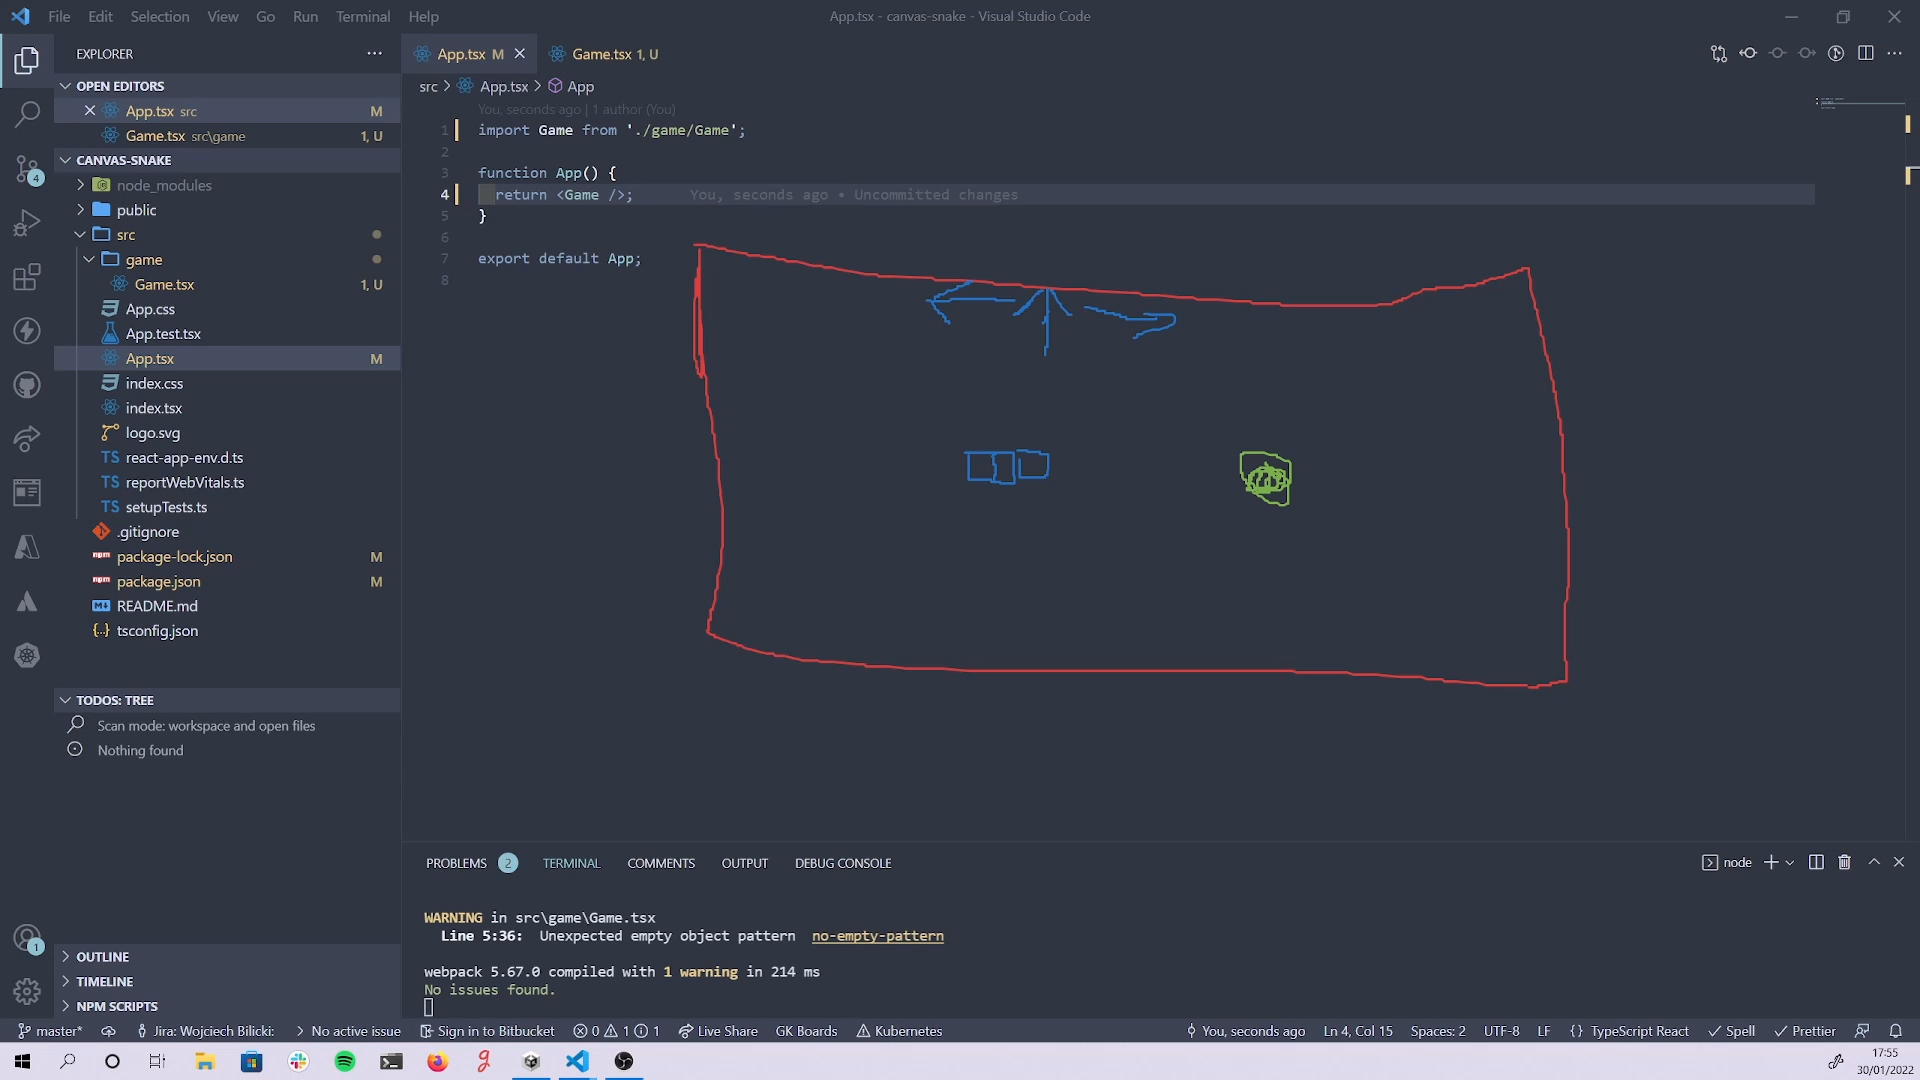 File Edit Selection View Go Run Terminal Help
App.tsx - canvas-snake - Visual Studio Code
EXPLORER
OPEN EDITORS
App.tsx src M
Game.tsx src\game 1, U
CANVAS-SNAKE
node_modules
public
src
game
Game.tsx 1, U
App.css
App.test.tsx
App.tsx M
index.css
index.tsx
logo.svg
TS react-app-env.d.ts
TS reportWebVitals.ts
TS setupTests.ts
.gitignore
package-lock.json M
package.json M
README.md
{..} tsconfig.json
TODOS: TREE
Scan mode: workspace and open files
Nothing found
OUTLINE
TIMELINE
NPM SCRIPTS
4
1
App.tsx M
Game.tsx 1, U
src > App.tsx > App
You, seconds ago | 1 author (You)
1 import Game from './game/Game';
2
3 function App() {
4 return <Game />; You, seconds ago • Uncommitted changes
5 }
6
7 export default App;
8
PROBLEMS 2 TERMINAL COMMENTS OUTPUT DEBUG CONSOLE
node
WARNING in src\game\Game.tsx
Line 5:36: Unexpected empty object pattern no-empty-pattern
webpack 5.67.0 compiled with 1 warning in 214 ms
No issues found.
master* Jira: Wojciech Bilicki: No active issue Sign in to Bitbucket 0 1 1 Live Share GK Boards Kubernetes You, seconds ago Ln 4, Col 15 Spaces: 2 UTF-8 LF {} TypeScript React Spell Prettier
17:55
30/01/2022